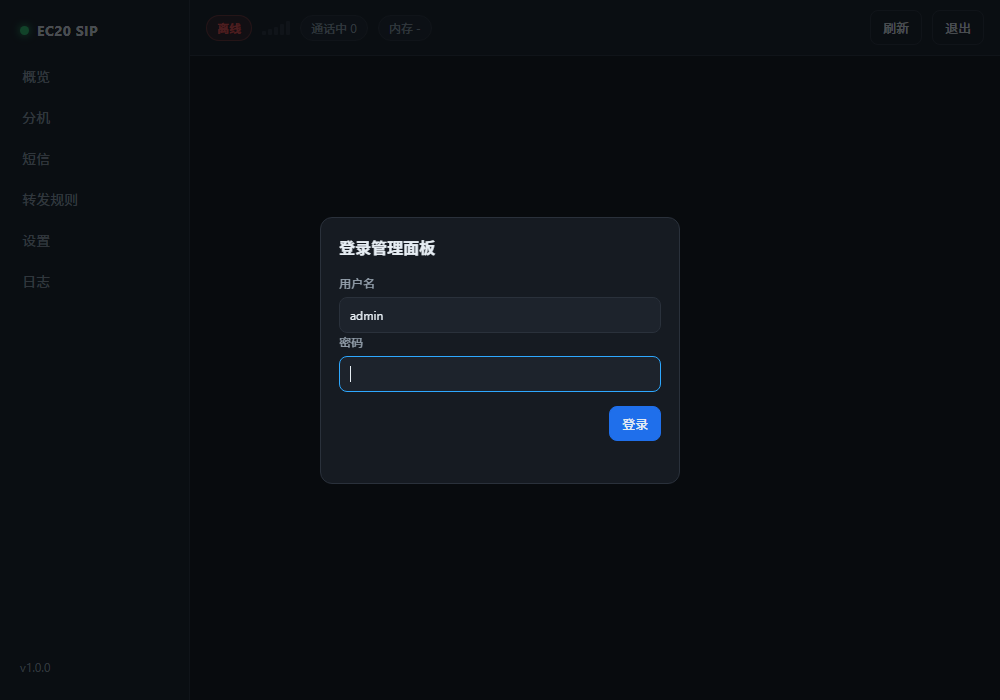 EC20 SIP
概览
分机
短信
转发规则
设置
日志
v1.0.0
离线 通话中 0 内存 - 刷新 退出
登录管理面板
用户名
admin
密码
登录